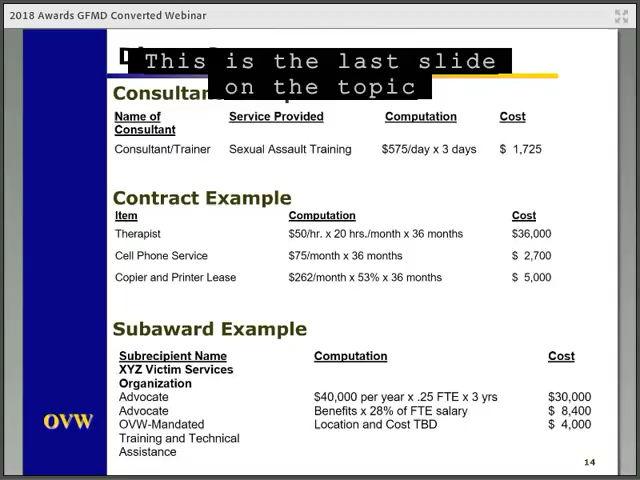 2018 Awards GFMD Converted Webinar
This is the last slide
on the topic
Name of Service Provided Computation Cost
Consultant
Consultant/Trainer Sexual Assault Training $575/day x 3 days $ 1,725
Contract Example
Item Computation Cost
Therapist $50/hr. x 20 hrs./month x 36 months $36,000
Cell Phone Service $75/month x 36 months $ 2,700
Copier and Printer Lease $262/month x 53% x 36 months $ 5,000
Subaward Example
Subrecipient Name Computation Cost
XYZ Victim Services
Organization
Advocate $40,000 per year x .25 FTE x 3 yrs $30,000
Advocate Benefits x 28% of FTE salary $ 8,400
OVW-Mandated Location and Cost TBD $ 4,000
Training and Technical
Assistance
OVW
14